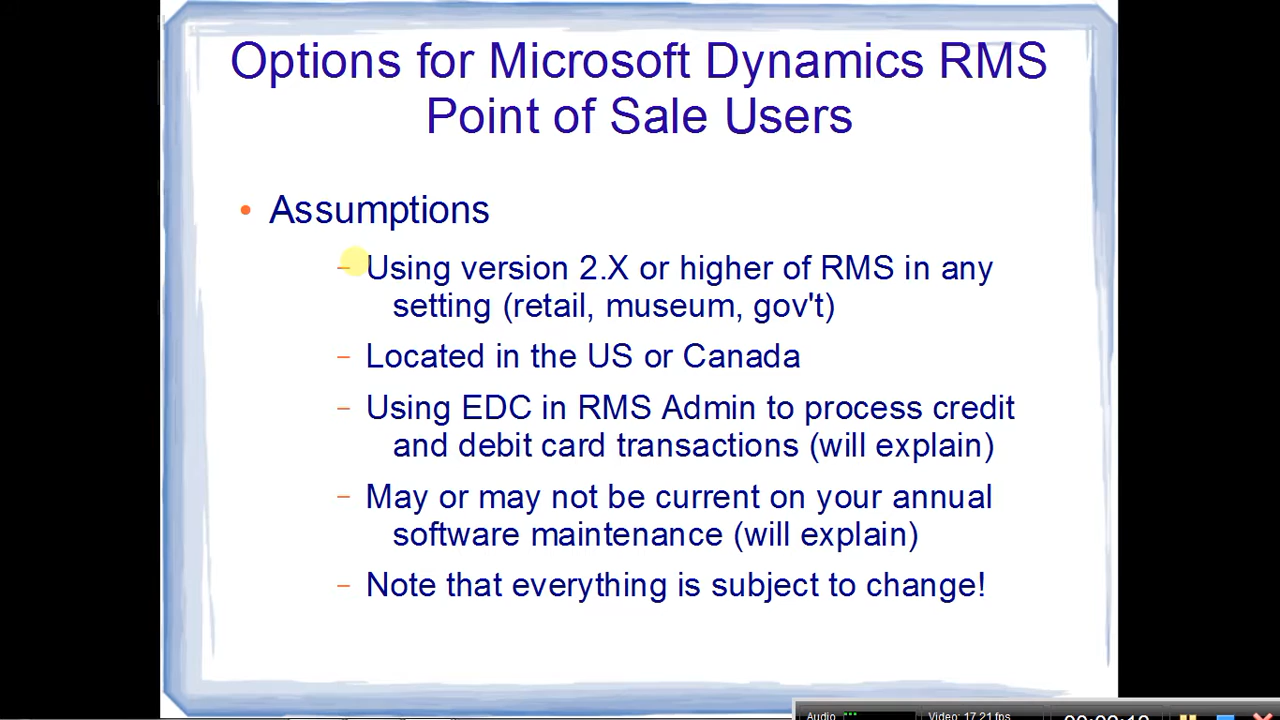 Options for Microsoft Dynamics RMS
Point of Sale Users
• Assumptions
– Using version 2.X or higher of RMS in any
setting (retail, museum, gov't)
– Located in the US or Canada
– Using EDC in RMS Admin to process credit
and debit card transactions (will explain)
– May or may not be current on your annual
software maintenance (will explain)
– Note that everything is subject to change!
Audio Video: 17.21 fps